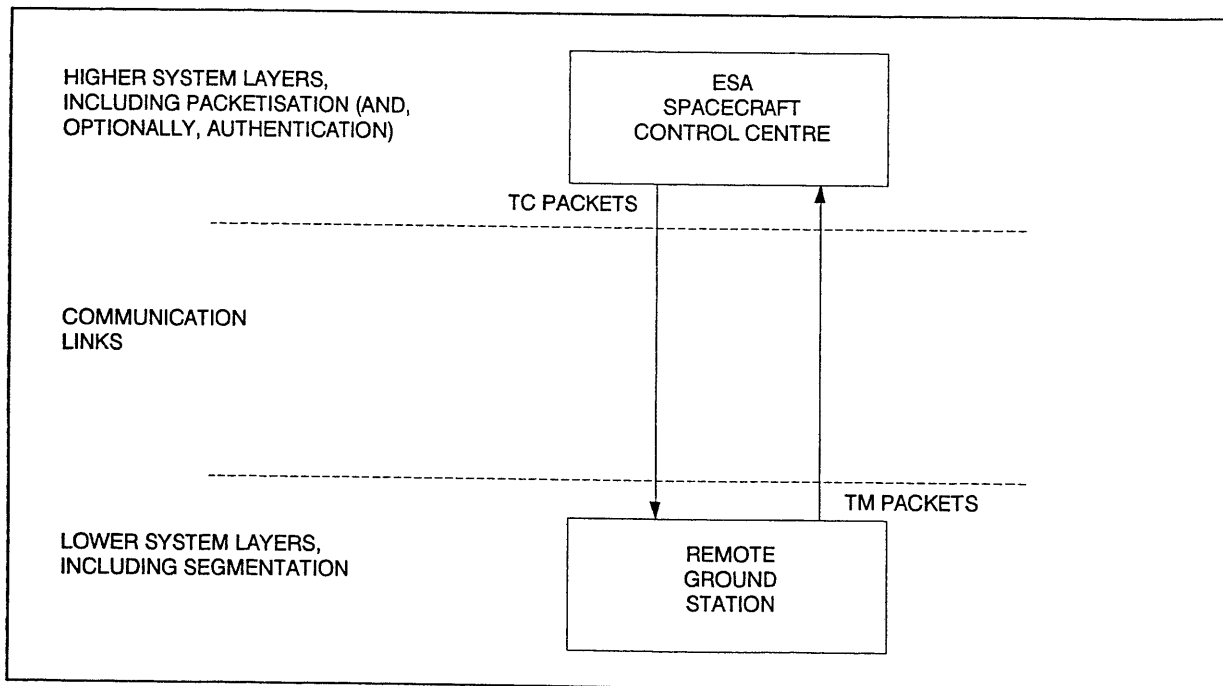 HIGHER SYSTEM LAYERS,
INCLUDING PACKETISATION (AND,
OPTIONALLY, AUTHENTICATION)
ESA
SPACECRAFT
CONTROL CENTRE
TC PACKETS
COMMUNICATION
LINKS
TM PACKETS
LOWER SYSTEM LAYERS,
INCLUDING SEGMENTATION
REMOTE
GROUND
STATION